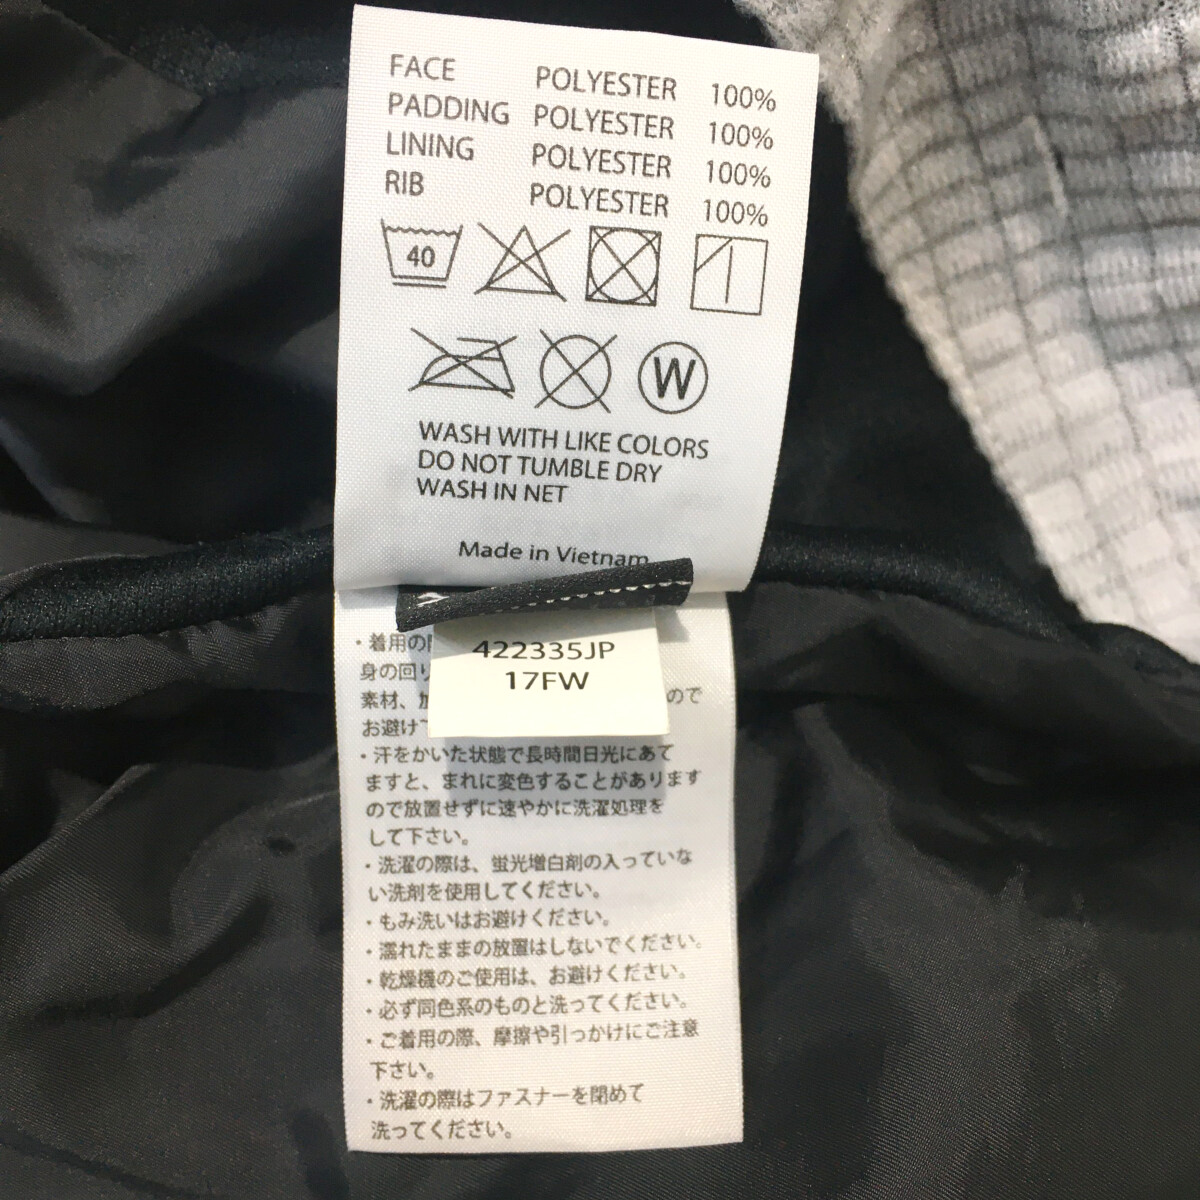 FACE POLYESTER 100%
PADDING POLYESTER 100%
LINING POLYESTER 100%
RIB POLYESTER 100%
40
W
WASH WITH LIKE COLORS
DO NOT TUMBLE DRY
WASH IN NET
Made in Vietnam
422335JP
17FW
・着用の
身の回り
素材、 ので
お避け
・汗をかいた状態で長時間日光にあて
ますと、まれに変色することがあります
ので放置せずに速やかに洗濯処理を
して下さい。
・洗濯の際は、蛍光増白剤の入っていな
い洗剤を使用してください。
・もみ洗いはお避けください。
・濡れたままの放置はしないでください。
・乾燥機のご使用は、お避けください。
・必ず同色系のものと洗ってください。
・ご着用の際、摩擦や引っかけにご注意
下さい。
・洗濯の際はファスナーを閉めて
洗ってください。